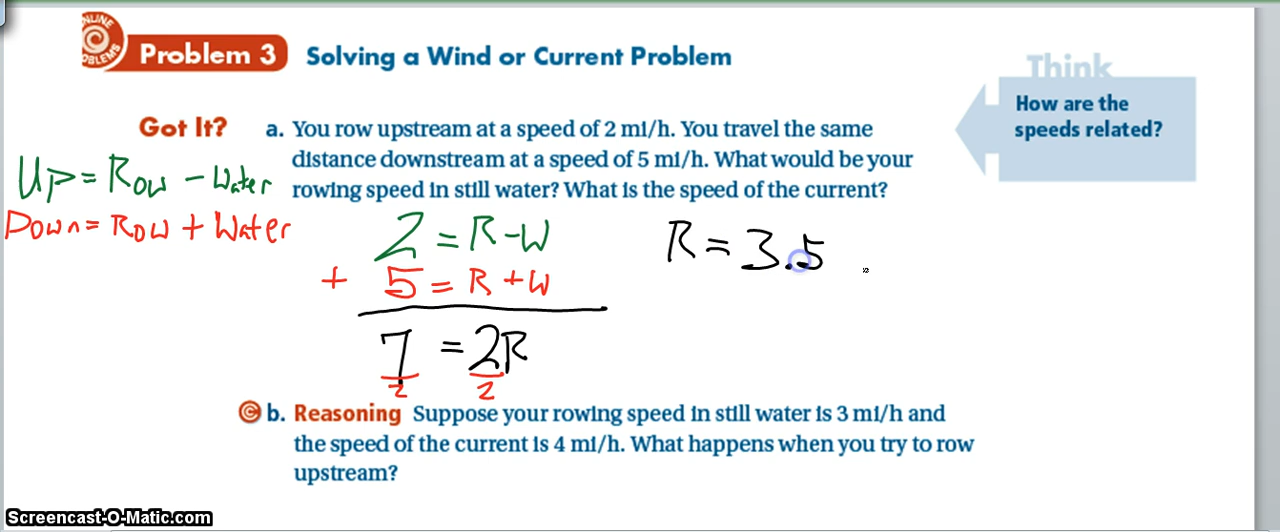 ONLINE PROBLEMS
Problem 3 Solving a Wind or Current Problem
Think
How are the
speeds related?
Got It? a. You row upstream at a speed of 2 mi/h. You travel the same
distance downstream at a speed of 5 mi/h. What would be your
rowing speed in still water? What is the speed of the current?
Up = Row - Water
Down = Row + Water
2 = R - W
+ 5 = R + W
7 = 2R
2 2
R = 3.5
C b. Reasoning Suppose your rowing speed in still water is 3 mi/h and
the speed of the current is 4 mi/h. What happens when you try to row
upstream?
Screencast-O-Matic.com